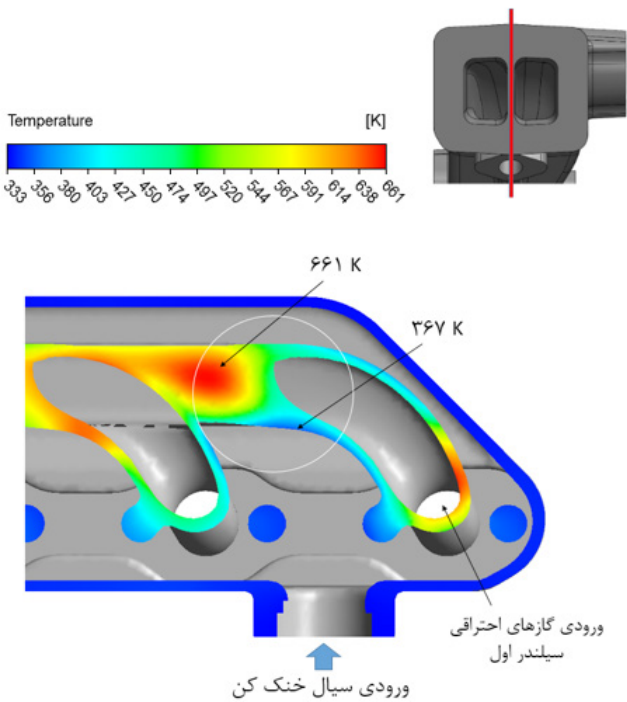 Temperature [K]
333 356 380 403 427 450 474 497 520 544 567 591 614 638 661
۶۶۱ K
۳۶۷ K
ورودی گازهای احتراقی
سیلندر اول
ورودی سیال خنک کن